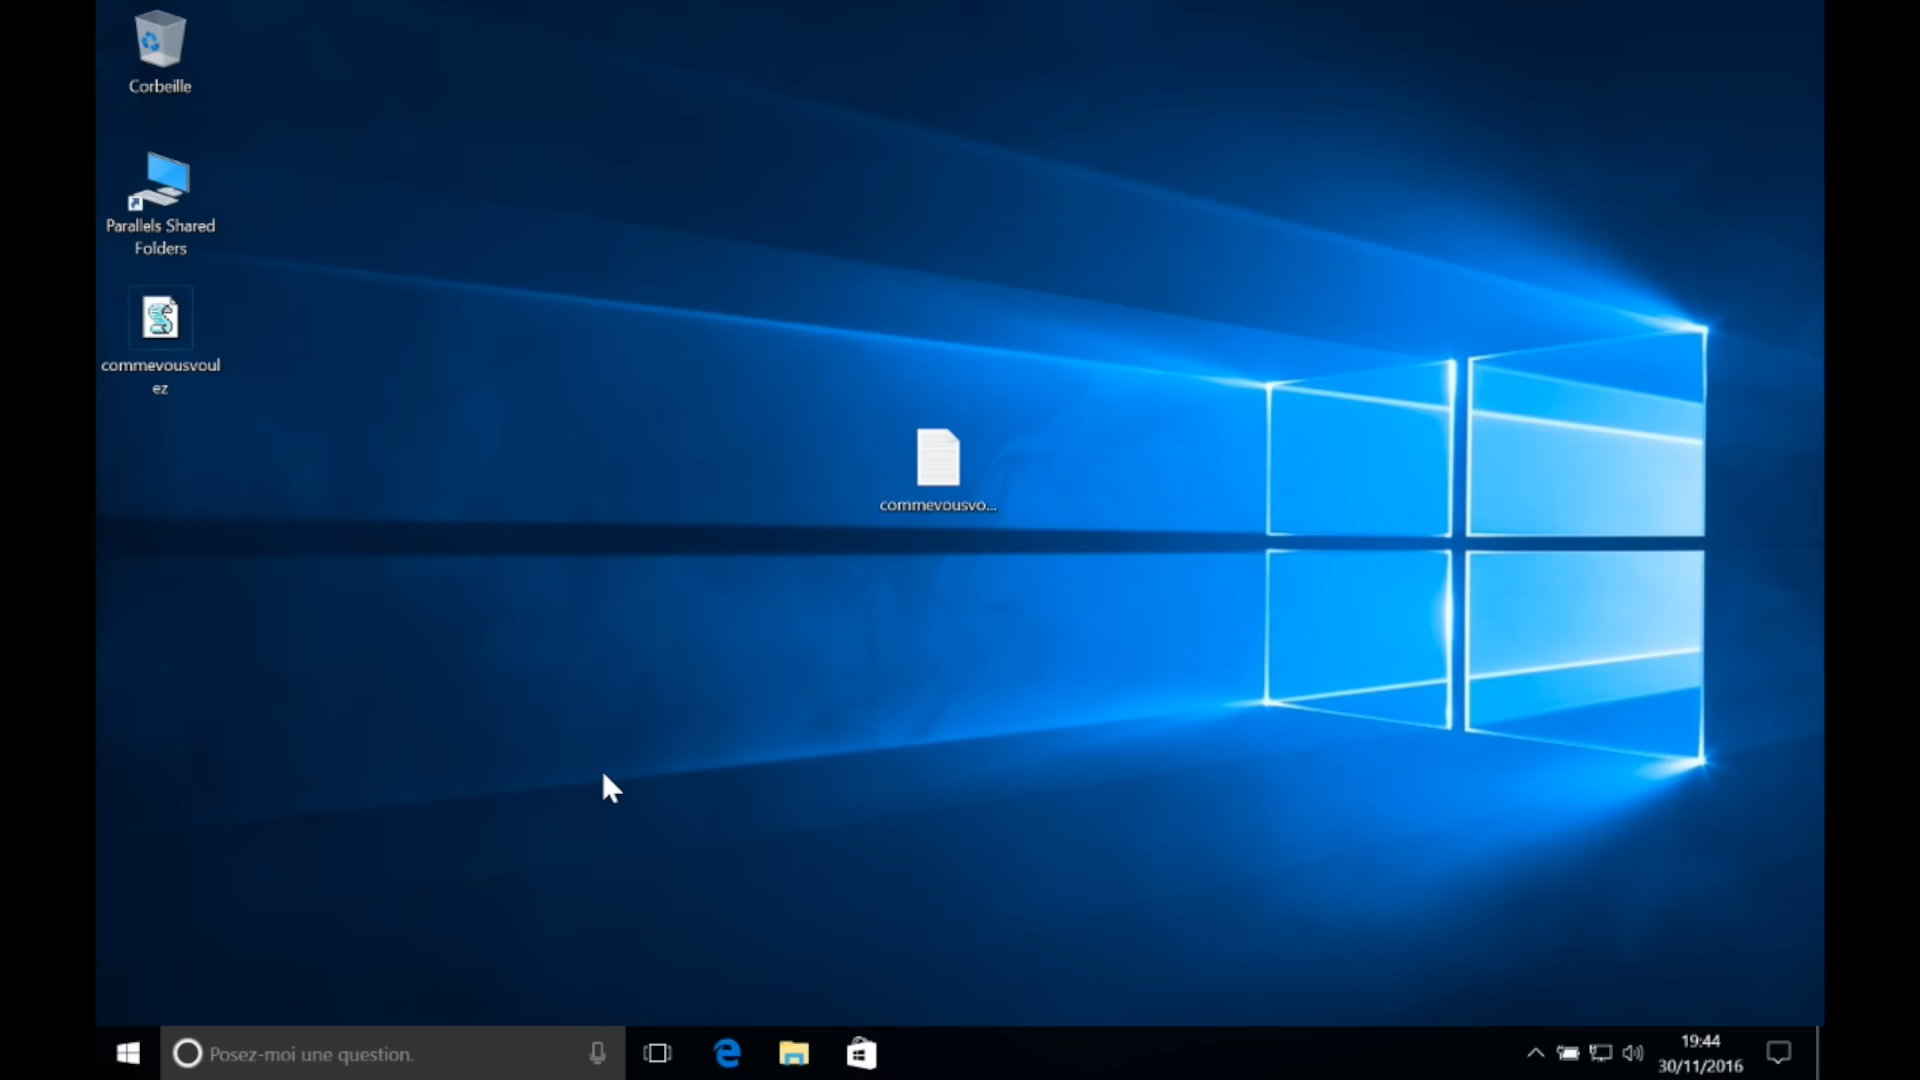 Corbeille
Parallels Shared
Folders
commevousvoul
ez
commevousvo...
Posez-moi une question.
19:44
30/11/2016